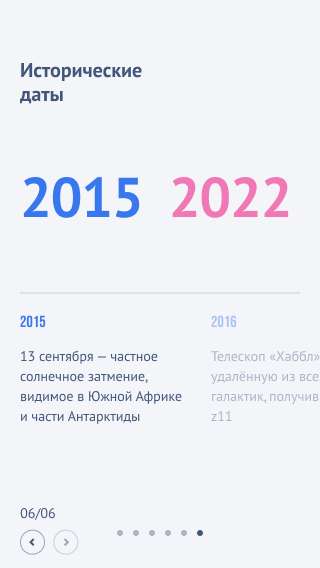 Исторические
даты
2015 2022
2015
13 сентября — частное
солнечное затмение,
видимое в Южной Африке
и части Антарктиды
2016
Телескоп «Хаббл»
удалённую из
галактик, получив
z11
06/06